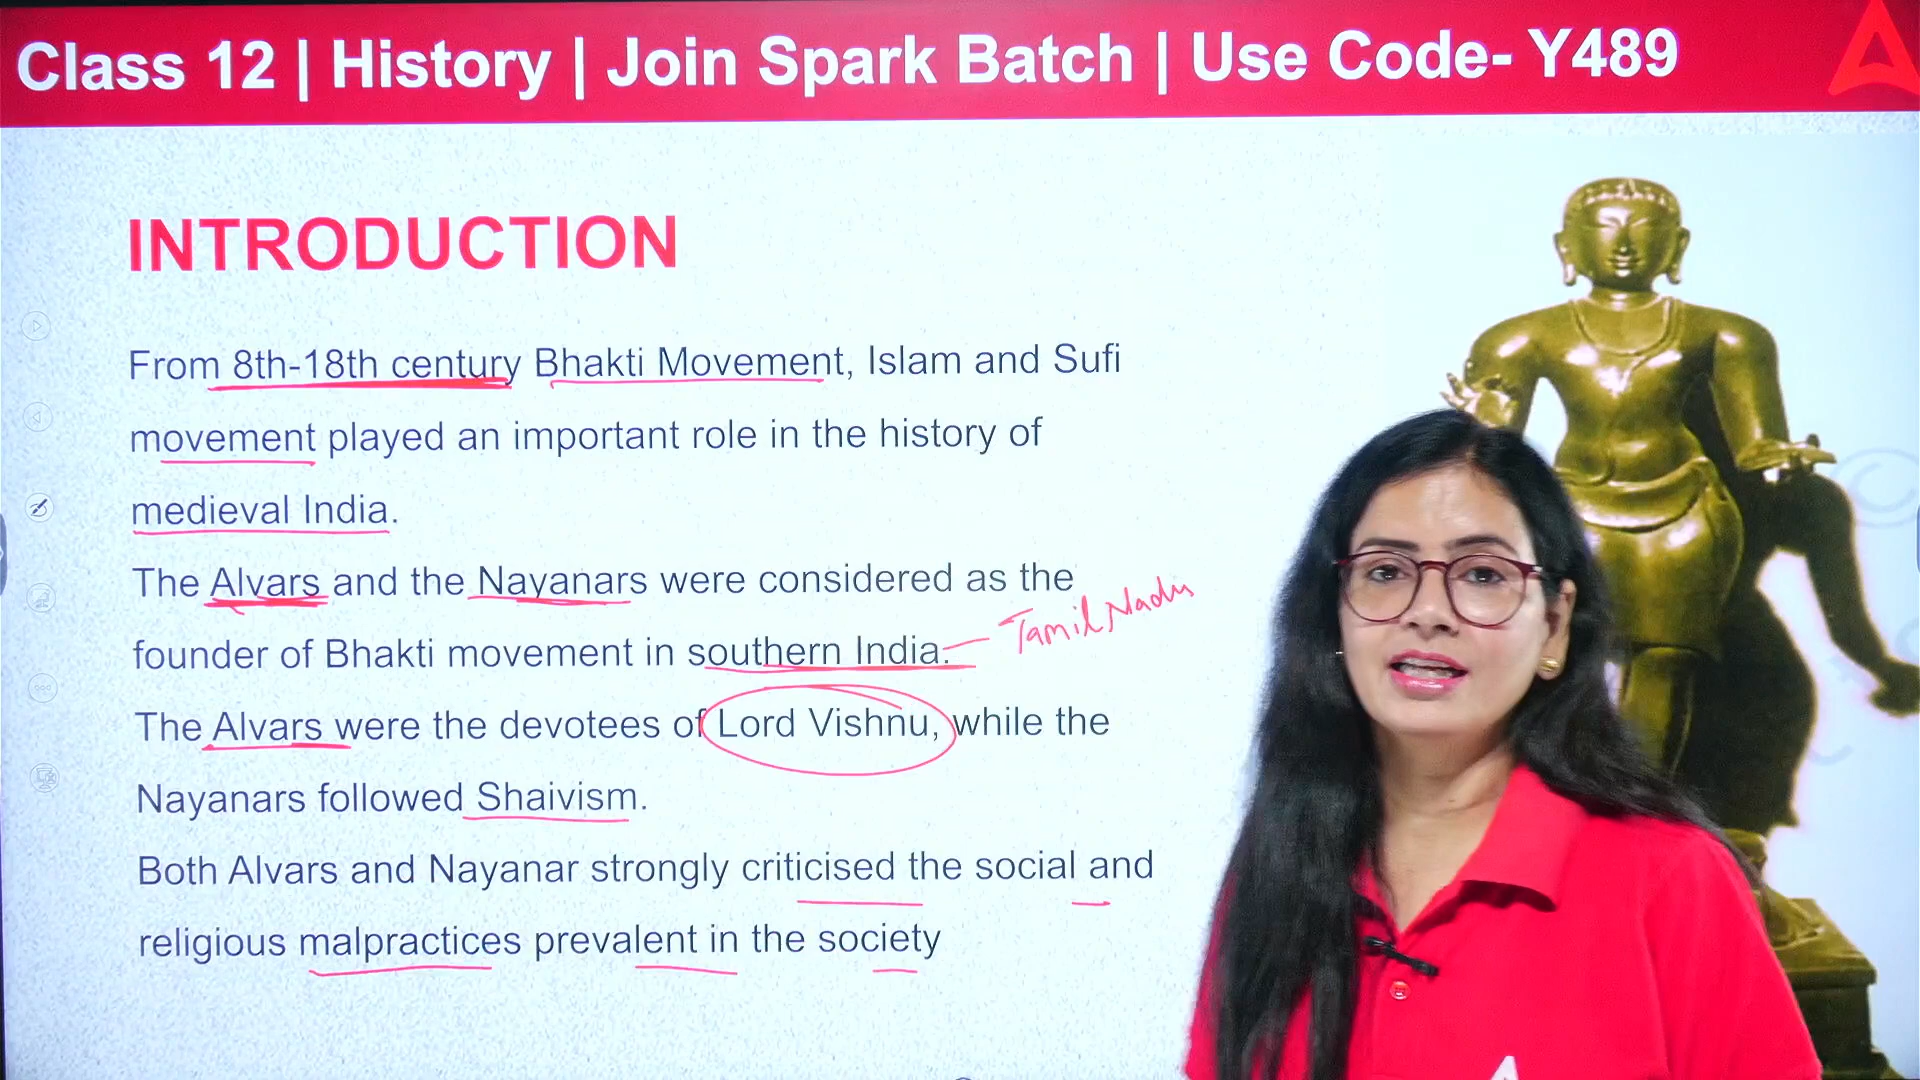 Class 12 | History | Join Spark Batch | Use Code- Y489
INTRODUCTION
From 8th-18th century Bhakti Movement, Islam and Sufi
movement played an important role in the history of
medieval India.
The Alvars and the Nayanars were considered as the
founder of Bhakti movement in southern India.
Tamil Nadu
The Alvars were the devotees of Lord Vishnu, while the
Nayanars followed Shaivism.
Both Alvars and Nayanar strongly criticised the social and
religious malpractices prevalent in the society